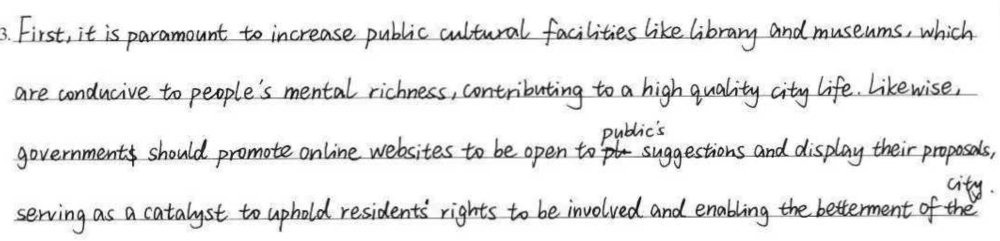 3. First, it is paramount to increase public cultural facilities like library and museums, which
are conducive to people's mental richness, contributing to a high quality city life. Likewise,
governments should promote online websites to be open to public's suggestions and display their proposals,
serving as a catalyst to uphold residents' rights to be involved and enabling the betterment of the city.